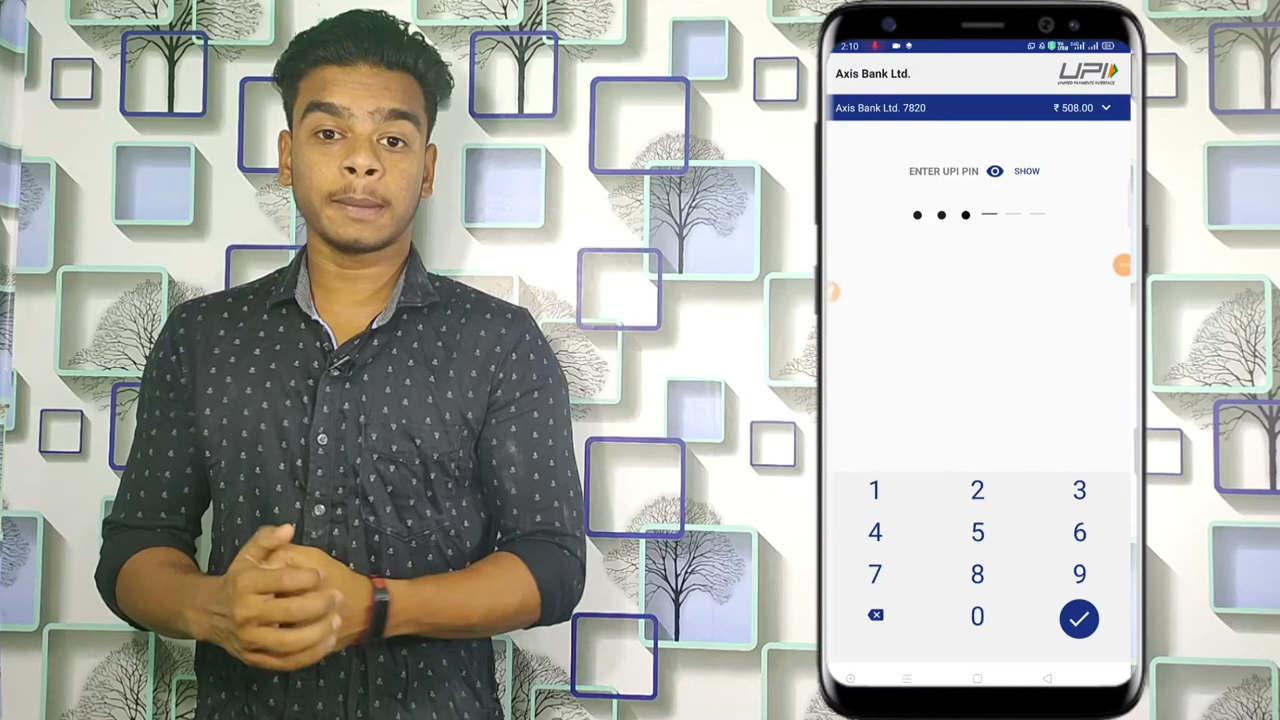 2:10
Axis Bank Ltd.
UPI
UNIFIED PAYMENTS INTERFACE
Axis Bank Ltd. 7820
₹ 508.00
ENTER UPI PIN
SHOW
1 2 3
4 5 6
7 8 9
0